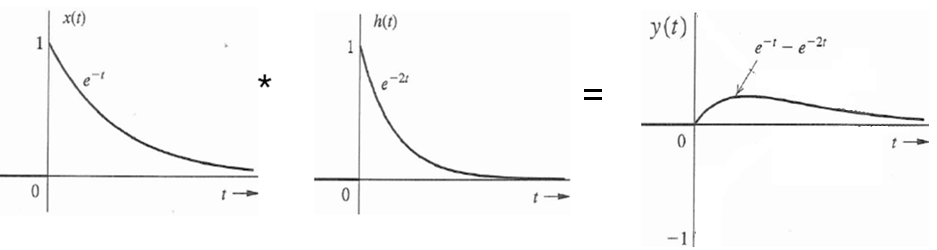 x(t)
1
e^{-t}
0
t →
*
h(t)
1
e^{-2t}
0
t →
=
y(t)
e^{-t} – e^{-2t}
0
t →
–1